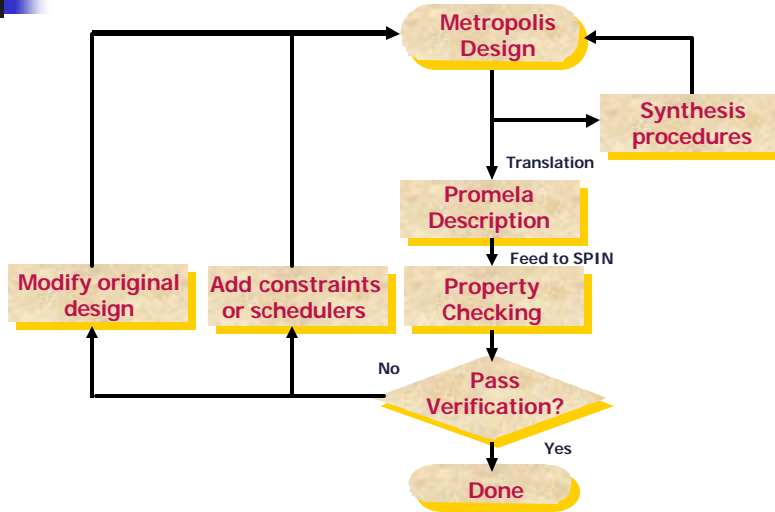 Metropolis
Design
Synthesis
procedures
Translation
Promela
Description
Feed to SPIN
Modify original
design
Add constraints
or schedulers
Property
Checking
No
Pass
Verification?
Yes
Done